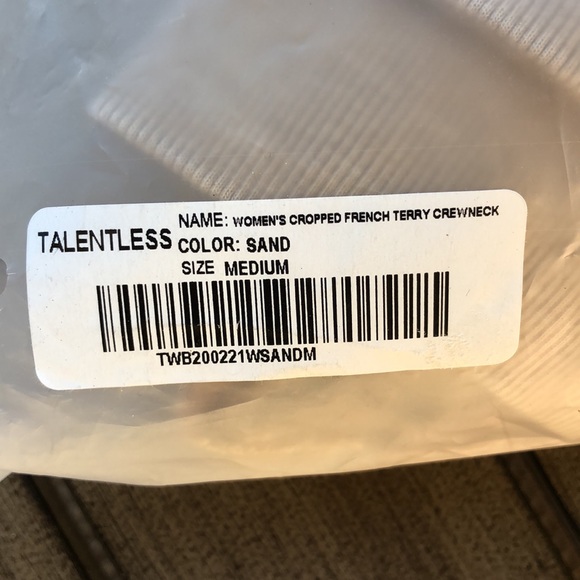 NAME: WOMEN'S CROPPED FRENCH TERRY CREWNECK
TALENTLESS COLOR: SAND
SIZE MEDIUM
TWB200221WSANDM